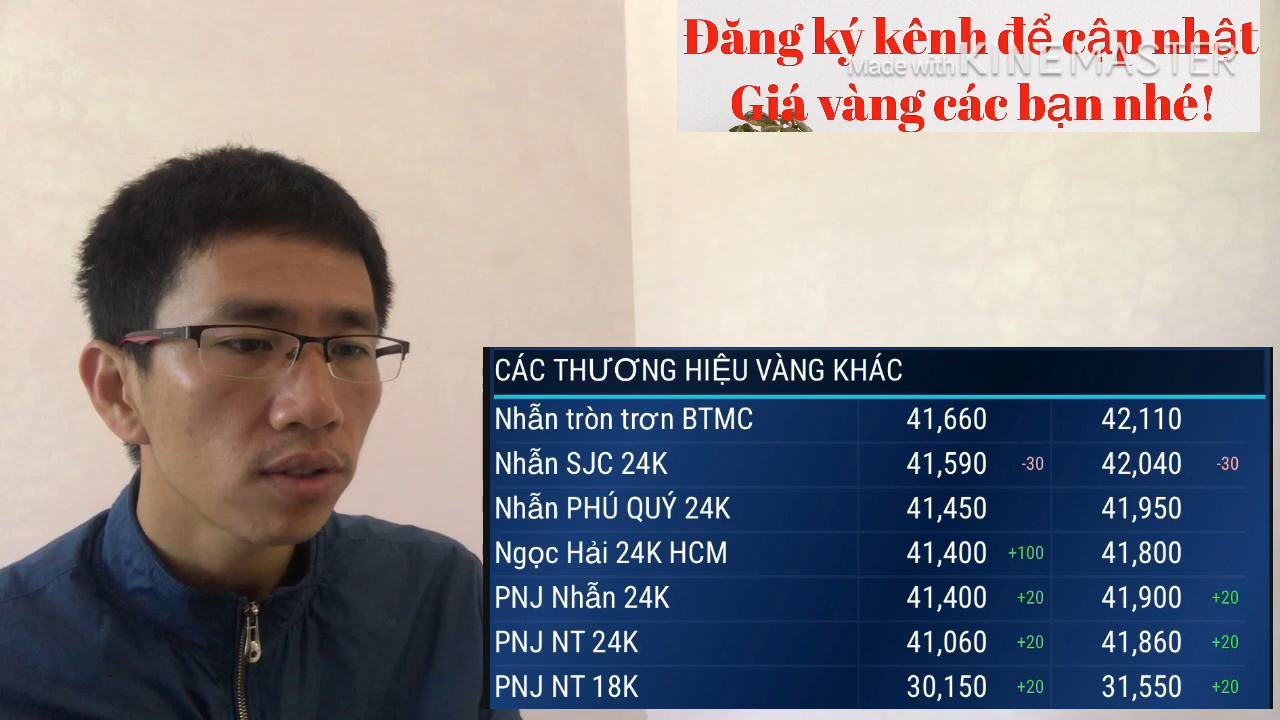 Đăng ký kênh để cập nhật
Made with KINEMASTER
Giá vàng các bạn nhé!
CÁC THƯƠNG HIỆU VÀNG KHÁC
Nhẫn tròn trơn BTMC 41,660 42,110
Nhẫn SJC 24K 41,590 -30 42,040 -30
Nhẫn PHÚ QUÝ 24K 41,450 41,950
Ngọc Hải 24K HCM 41,400 +100 41,800
PNJ Nhẫn 24K 41,400 +20 41,900 +20
PNJ NT 24K 41,060 +20 41,860 +20
PNJ NT 18K 30,150 +20 31,550 +20